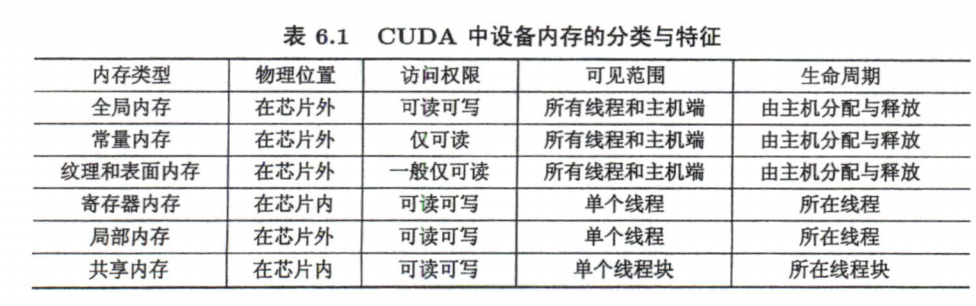 表 6.1 CUDA 中设备内存的分类与特征
内存类型 物理位置 访问权限 可见范围 生命周期
全局内存 在芯片外 可读可写 所有线程和主机端 由主机分配与释放
常量内存 在芯片外 仅可读 所有线程和主机端 由主机分配与释放
纹理和表面内存 在芯片外 一般仅可读 所有线程和主机端 由主机分配与释放
寄存器内存 在芯片内 可读可写 单个线程 所在线程
局部内存 在芯片外 可读可写 单个线程 所在线程
共享内存 在芯片内 可读可写 单个线程块 所在线程块